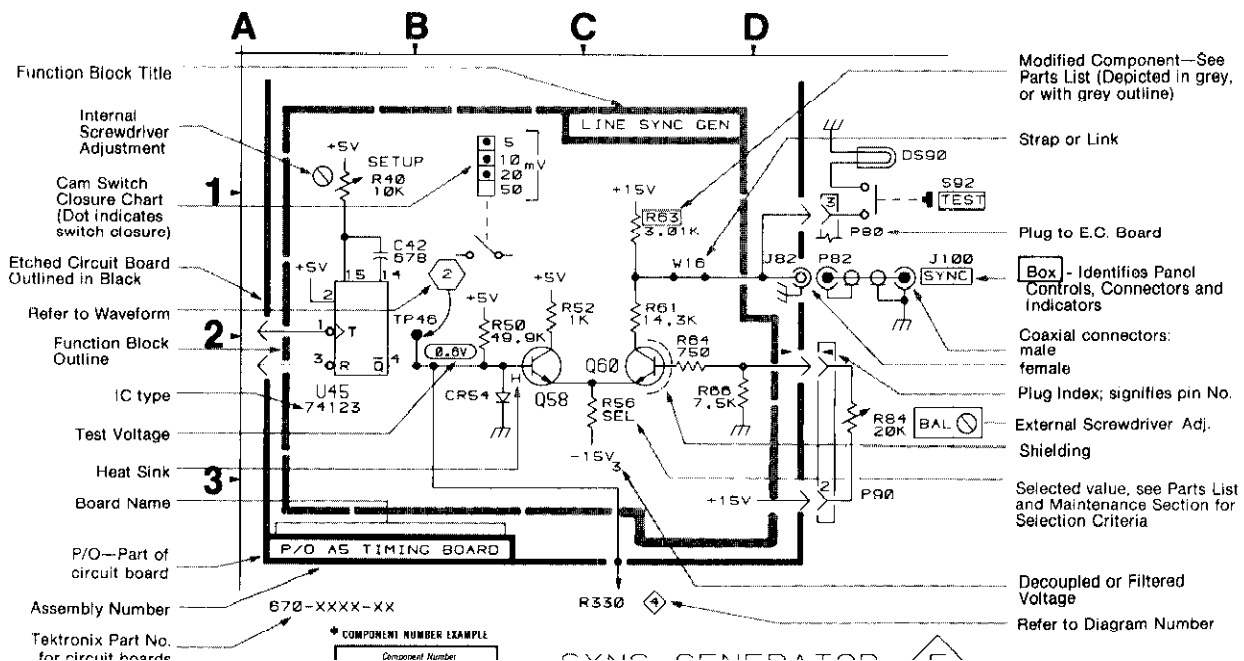 A B C D
Function Block Title
Internal
Screwdriver
Adjustment
Cam Switch
Closure Chart
(Dot indicates
switch closure)
Etched Circuit Board
Outlined in Black
Refer to Waveform
Function Block
Outline
IC type
Test Voltage
Heat Sink
Board Name
P/O—Part of
circuit board
Assembly Number
Tektronix Part No.
for circuit boards
1
2
3
LINE SYNC GEN
+5V
SETUP
R40
10K
5
10
20
50
mV
C42
678
+5V
15 14
2
1
T
3
R
Q
4
U45
74123
2
TP46
0.6V
+5V
R50
49.9K
+5V
R52
1K
CR54
H
Q58
Q60
R56
SEL
-15V
3
+15V
R63
3.01K
W16
R61
14.3K
R64
750
R66
7.5K
+15V
DS90
S92
TEST
3
P80
J82
P82
J100
SYNC
R84
20K
BAL
2
P90
P/O A5 TIMING BOARD
670-XXXX-XX
R330
4
* COMPONENT NUMBER EXAMPLE
Component Number
SYNC GENERATOR
5
Modified Component—See
Parts List (Depicted in grey,
or with grey outline)
Strap or Link
Plug to E.C. Board
Box - Identifies Panel
Controls, Connectors and
Indicators
Coaxial connectors:
male
female
Plug Index; signifies pin No.
External Screwdriver Adj.
Shielding
Selected value, see Parts List
and Maintenance Section for
Selection Criteria
Decoupled or Filtered
Voltage
Refer to Diagram Number